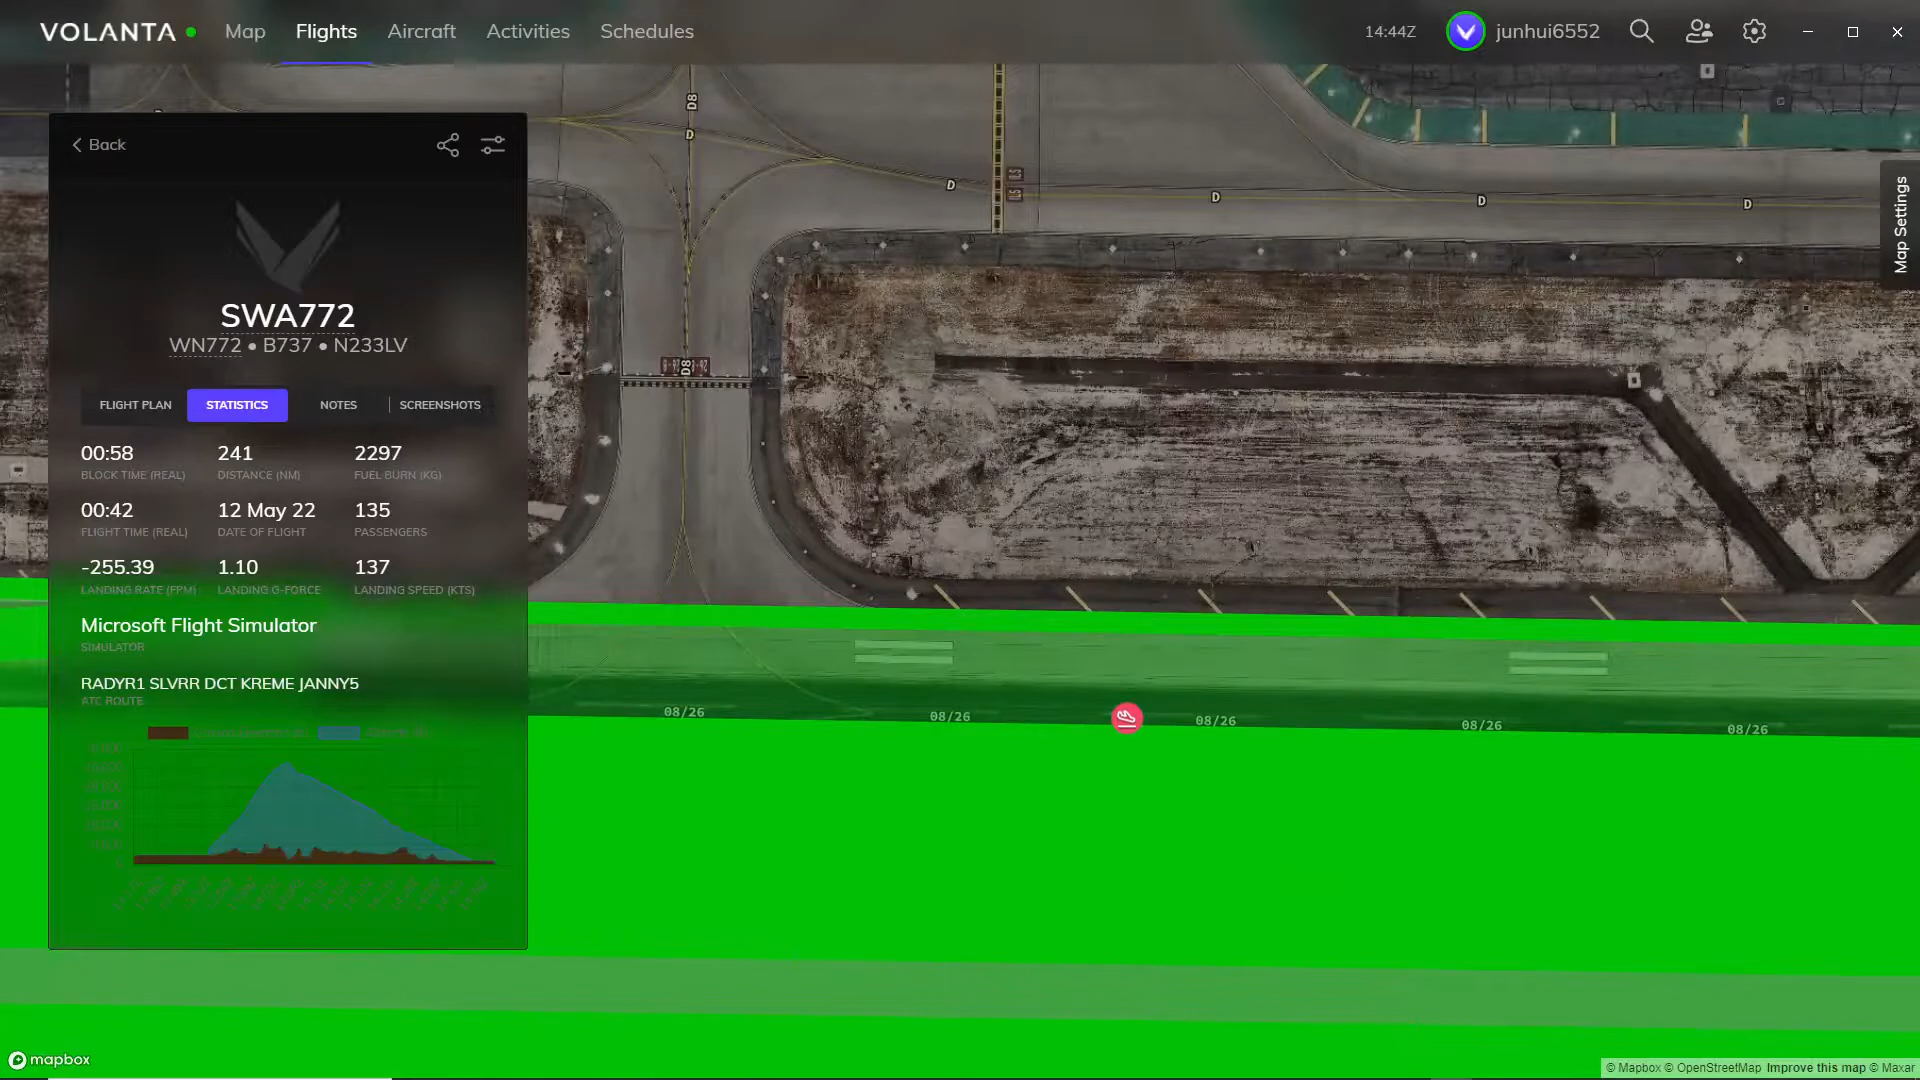 VOLANTA Map Flights Aircraft Activities Schedules 14:44Z junhui6552
Back
Map Settings
D8
D
D
D
D
D
D8
SWA772
WN772 • B737 • N233LV
FLIGHT PLAN STATISTICS NOTES SCREENSHOTS
00:58 241 2297
BLOCK TIME (REAL) DISTANCE (NM) FUEL BURN (KG)
00:42 12 May 22 135
FLIGHT TIME (REAL) DATE OF FLIGHT PASSENGERS
-255.39 1.10 137
LANDING RATE (FPM) LANDING G-FORCE LANDING SPEED (KTS)
Microsoft Flight Simulator
SIMULATOR
RADYR1 SLVRR DCT KREME JANNY5
ATC ROUTE
08/26 08/26 08/26 08/26 08/26
mapbox
© Mapbox © OpenStreetMap Improve this map © Maxar